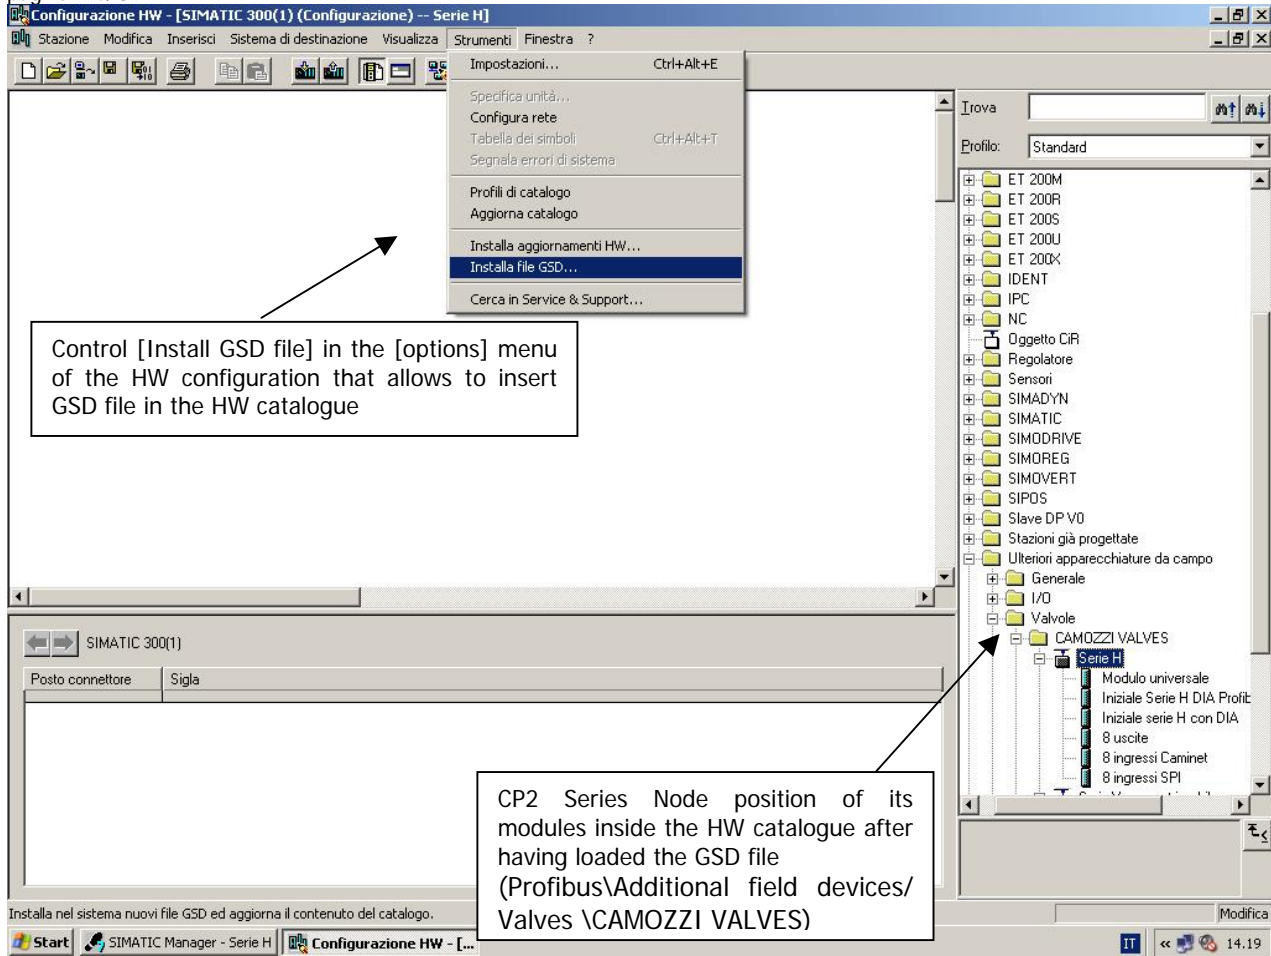 Configurazione HW - [SIMATIC 300(1) (Configurazione) -- Serie H]
Stazione Modifica Inserisci Sistema di destinazione Visualizza Strumenti Finestra ?
Impostazioni... Ctrl+Alt+E
Specifica unità...
Configura rete
Tabella dei simboli Ctrl+Alt+T
Segnala errori di sistema
Profili di catalogo
Aggiorna catalogo
Installa aggiornamenti HW...
Installa file GSD...
Cerca in Service & Support...
Control [Install GSD file] in the [options] menu
of the HW configuration that allows to insert
GSD file in the HW catalogue
Trova
Profilo: Standard
ET 200M
ET 200R
ET 200S
ET 200U
ET 200X
IDENT
IPC
NC
Oggetto CiR
Regolatore
Sensori
SIMADYN
SIMATIC
SIMODRIVE
SIMOREG
SIMOVERT
SIPOS
Slave DP V0
Stazioni già progettate
Ulteriori apparecchiature da campo
Generale
I/O
Valvole
CAMOZZI VALVES
Serie H
Modulo universale
Iniziale Serie H DIA Profib
Iniziale serie H con DIA
8 uscite
8 ingressi Caminet
8 ingressi SPI
SIMATIC 300(1)
Posto connettore Sigla
CP2 Series Node position of its
modules inside the HW catalogue after
having loaded the GSD file
(Profibus\Additional field devices/
Valves \CAMOZZI VALVES)
Installa nel sistema nuovi file GSD ed aggiorna il contenuto del catalogo.
Modifica
Start SIMATIC Manager - Serie H Configurazione HW - [... IT « 14.19